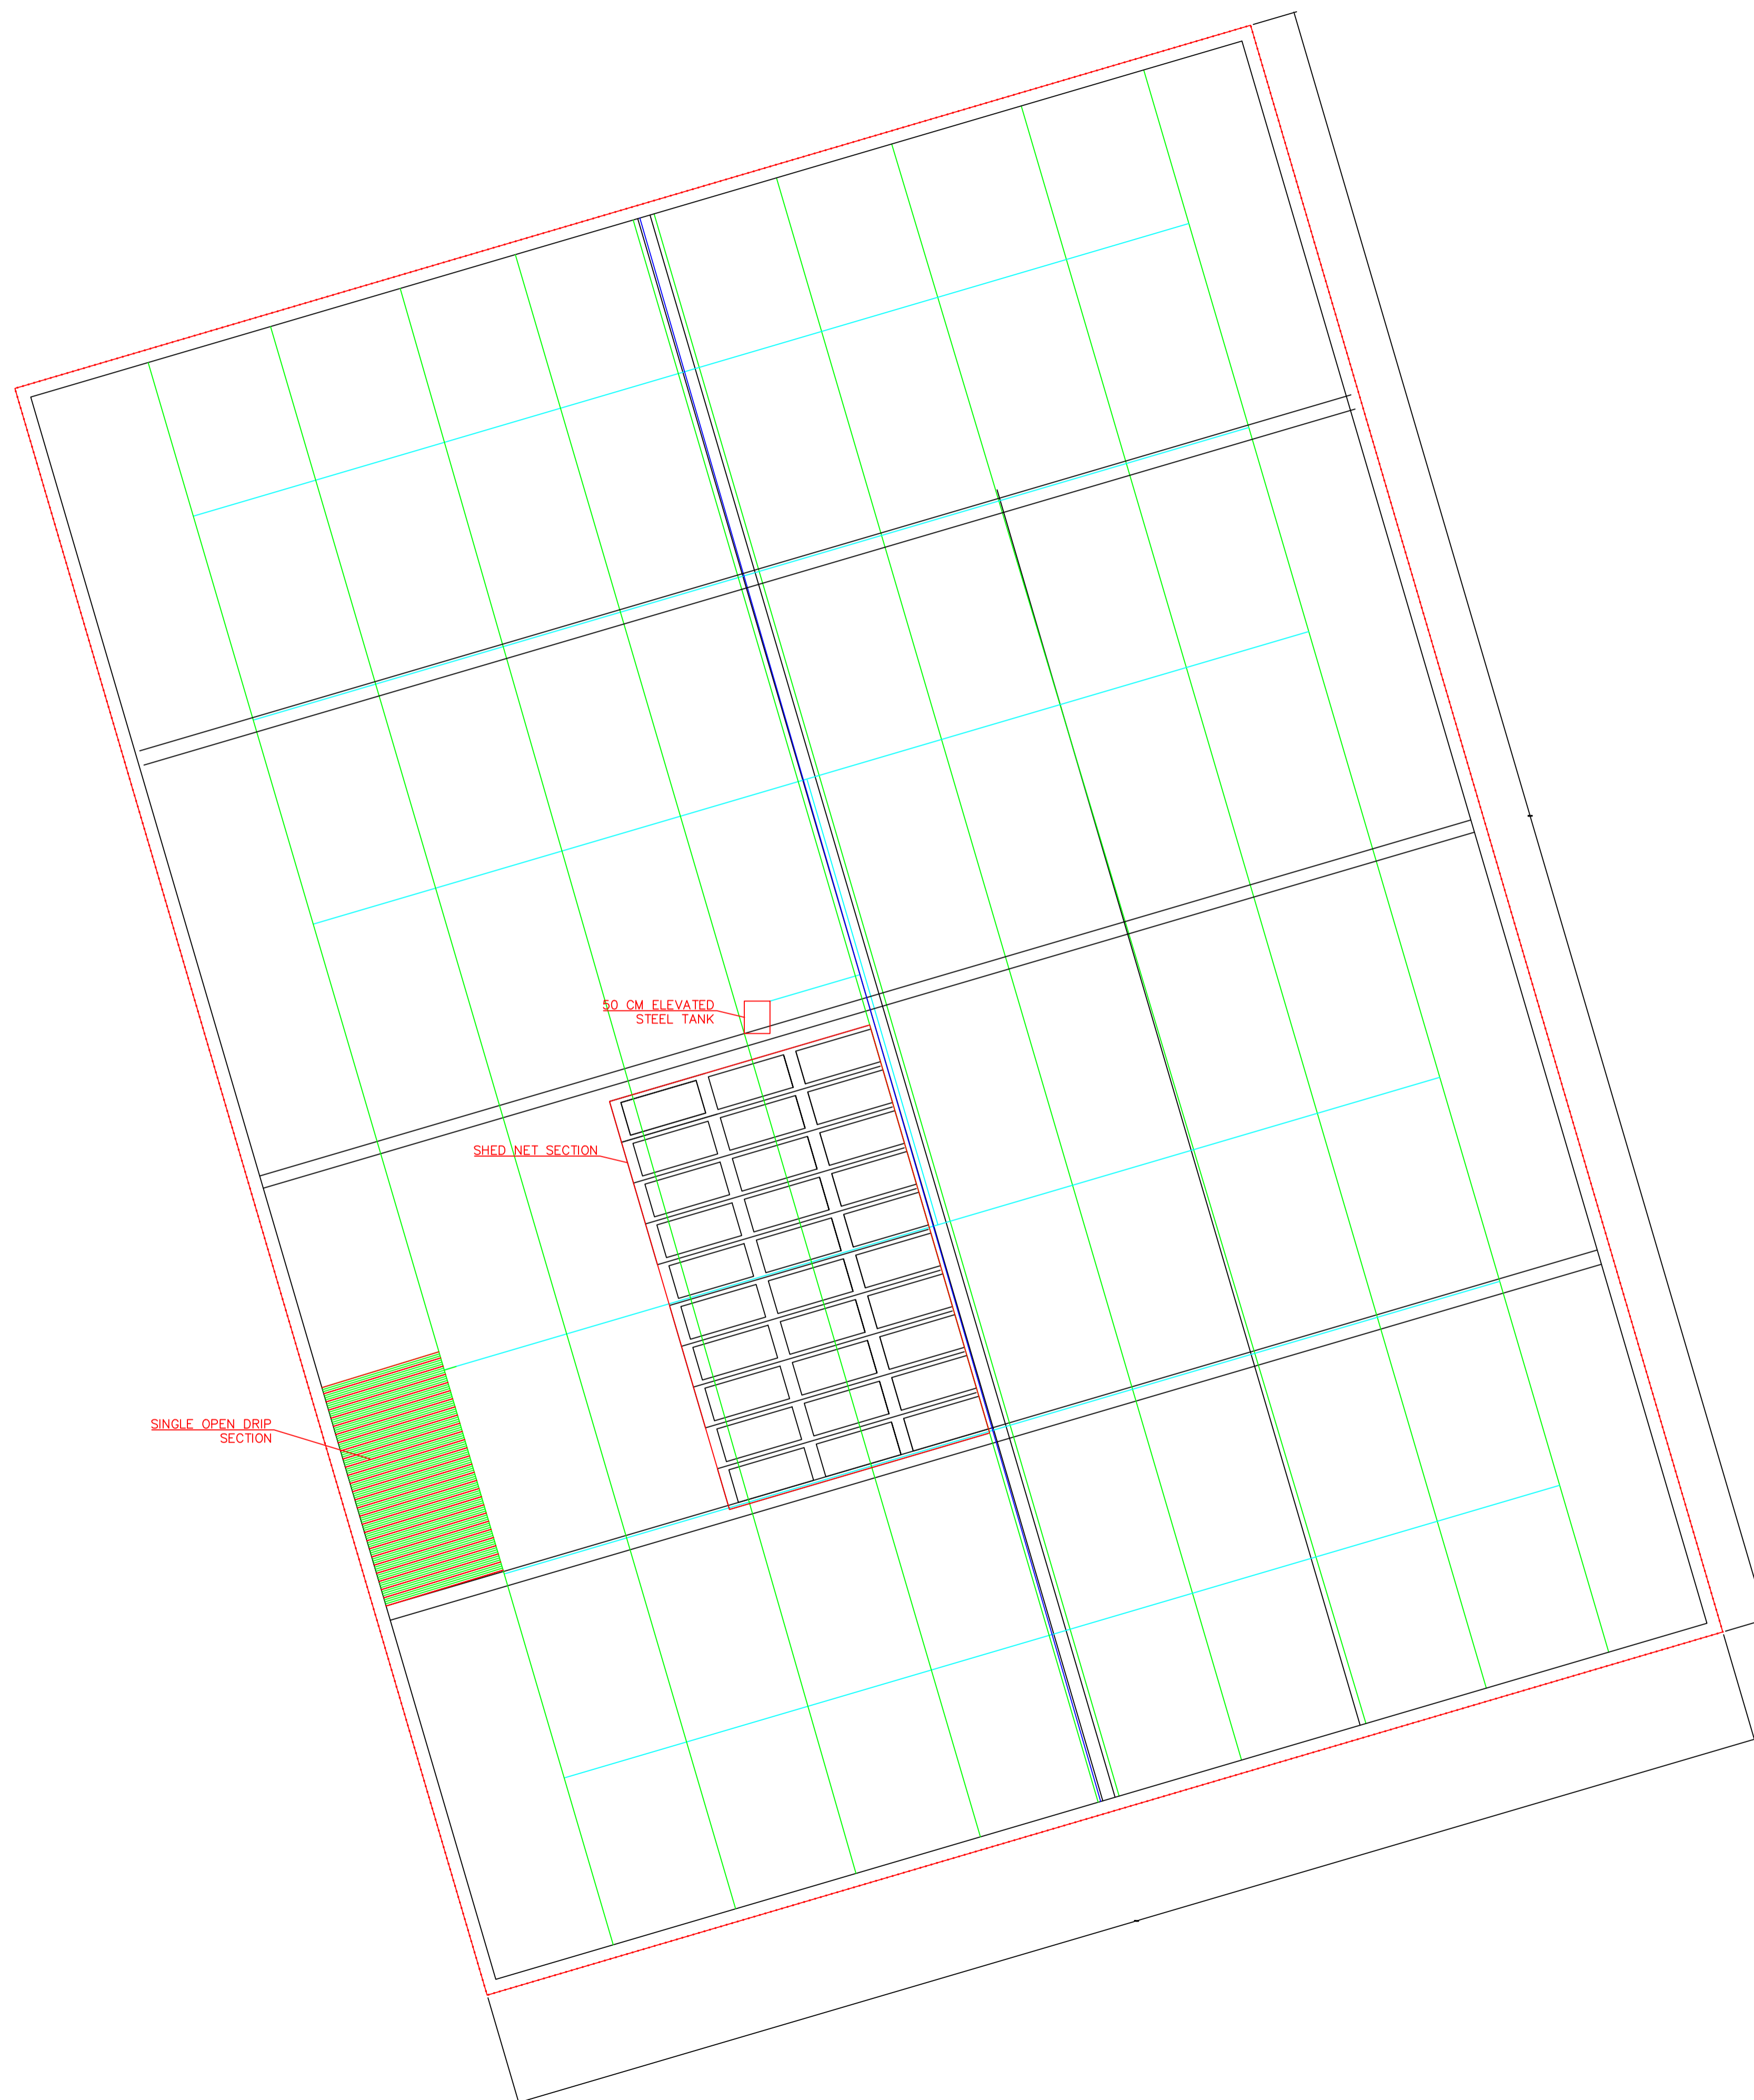 50 CM ELEVATED
STEEL TANK
SHED NET SECTION
SINGLE OPEN DRIP
SECTION